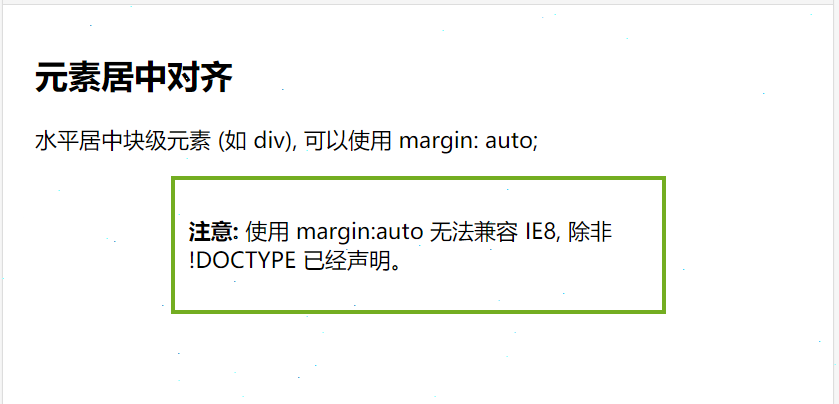 元素居中对齐
水平居中块级元素 (如 div), 可以使用 margin: auto;
注意: 使用 margin:auto 无法兼容 IE8, 除非
!DOCTYPE 已经声明。